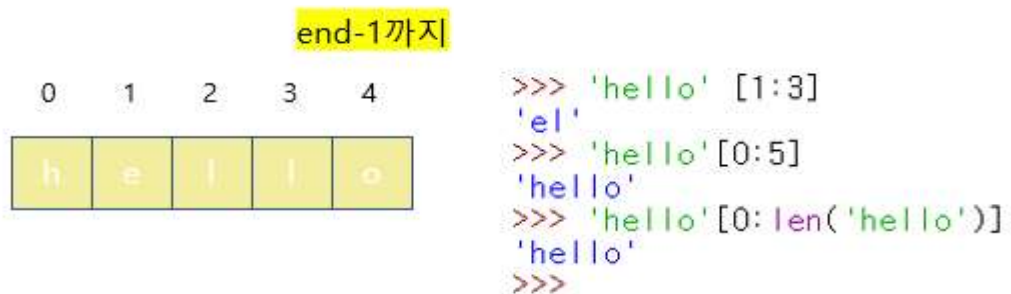 end-1까지
0 1 2 3 4
h e l l o
>>> 'hello' [1:3]
'el'
>>> 'hello'[0:5]
'hello'
>>> 'hello'[0:len('hello')]
'hello'
>>>